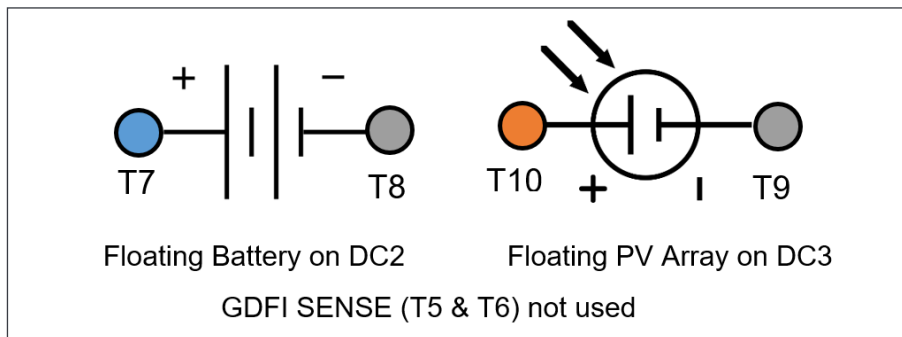 + −
T7 T8
T10 + − T9
Floating Battery on DC2 Floating PV Array on DC3
GDFI SENSE (T5 & T6) not used